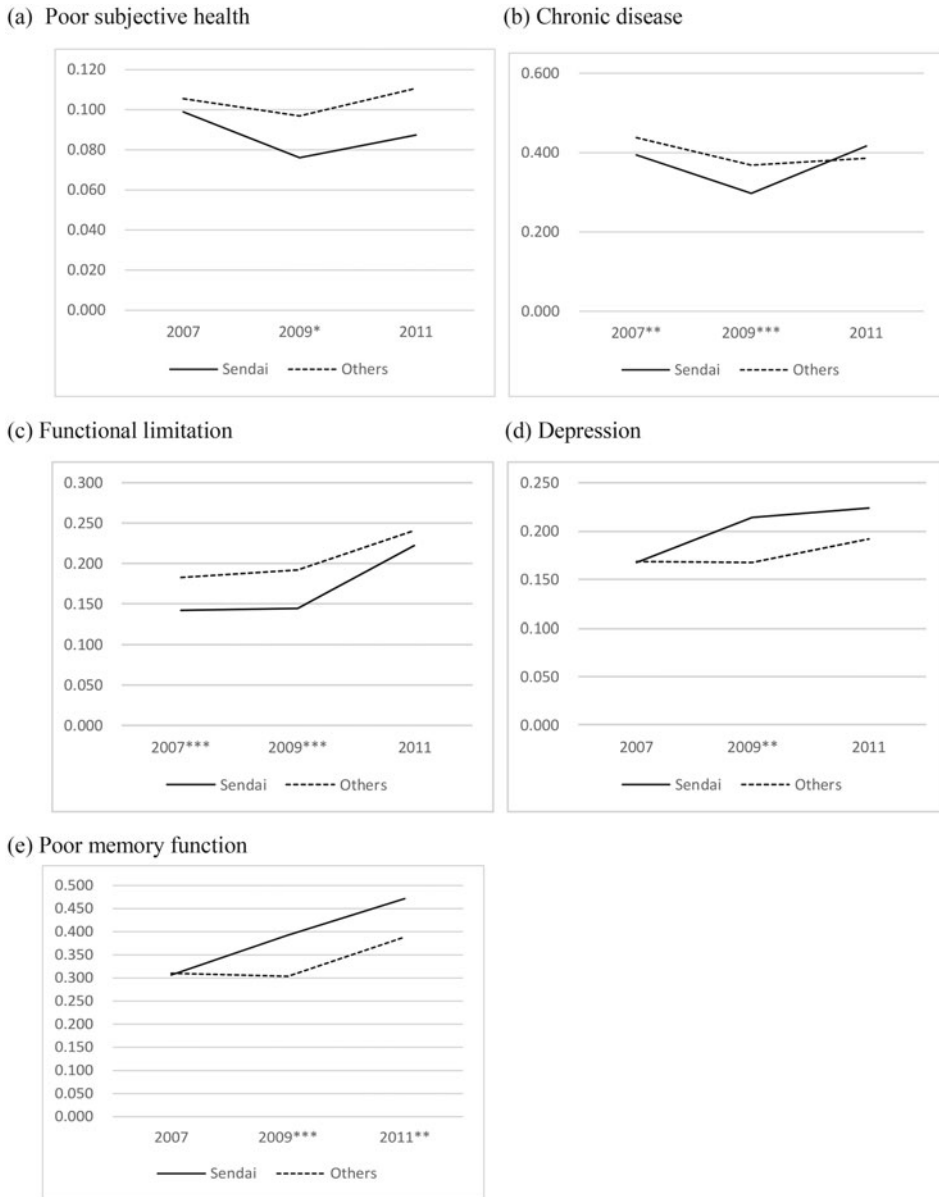 (a) Poor subjective health
0.120
0.100
0.080
0.060
0.040
0.020
0.000
2007 2009* 2011
Sendai Others
(b) Chronic disease
0.600
0.400
0.200
0.000
2007** 2009*** 2011
Sendai Others
(c) Functional limitation
0.300
0.250
0.200
0.150
0.100
0.050
0.000
2007*** 2009*** 2011
Sendai Others
(d) Depression
0.250
0.200
0.150
0.100
0.050
0.000
2007 2009** 2011
Sendai Others
(e) Poor memory function
0.500
0.450
0.400
0.350
0.300
0.250
0.200
0.150
0.100
0.050
0.000
2007 2009*** 2011**
Sendai Others